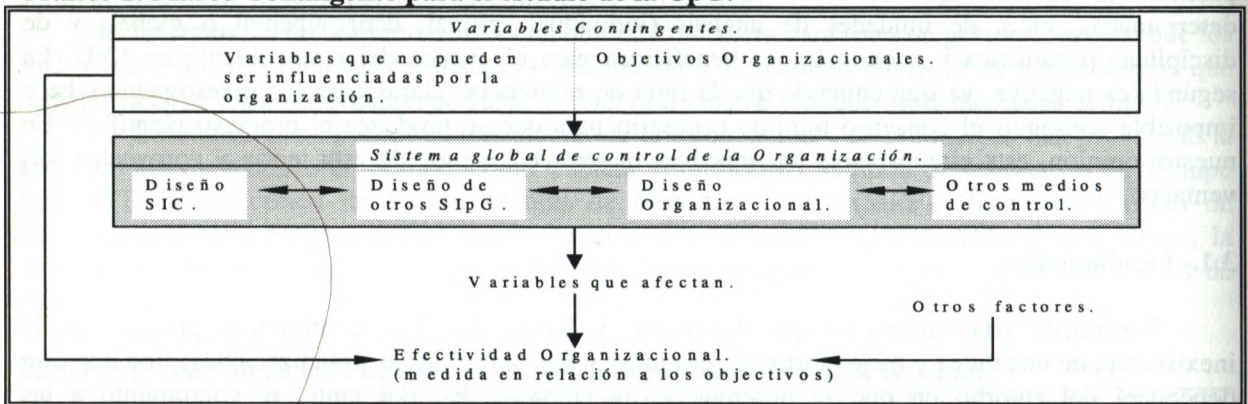 Variables Contingentes.
Variables que no pueden
ser influenciadas por la
organización.
Objetivos organizacionales.
Sistema global de control de la Organización.
Diseño
SIC.
Diseño de
otros SIpG.
Diseño
Organizacional.
Otros medios
de control.
Variables que afectan.
Otros factores.
Efectividad Organizacional.
(medida en relación a los objetivos)